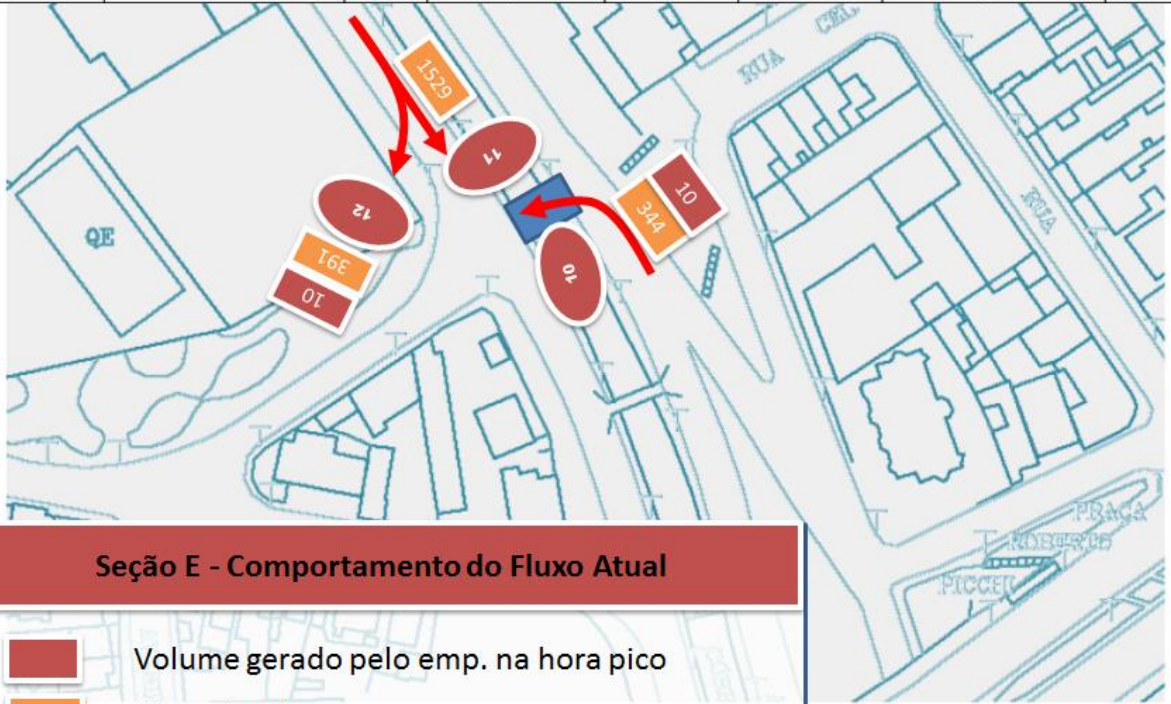 1529
RUA
11
12
10
344
RUA
QE
391
10
10
PRAÇA
ROBERTO
Seção E - Comportamento do Fluxo Atual
Volume gerado pelo emp. na hora pico